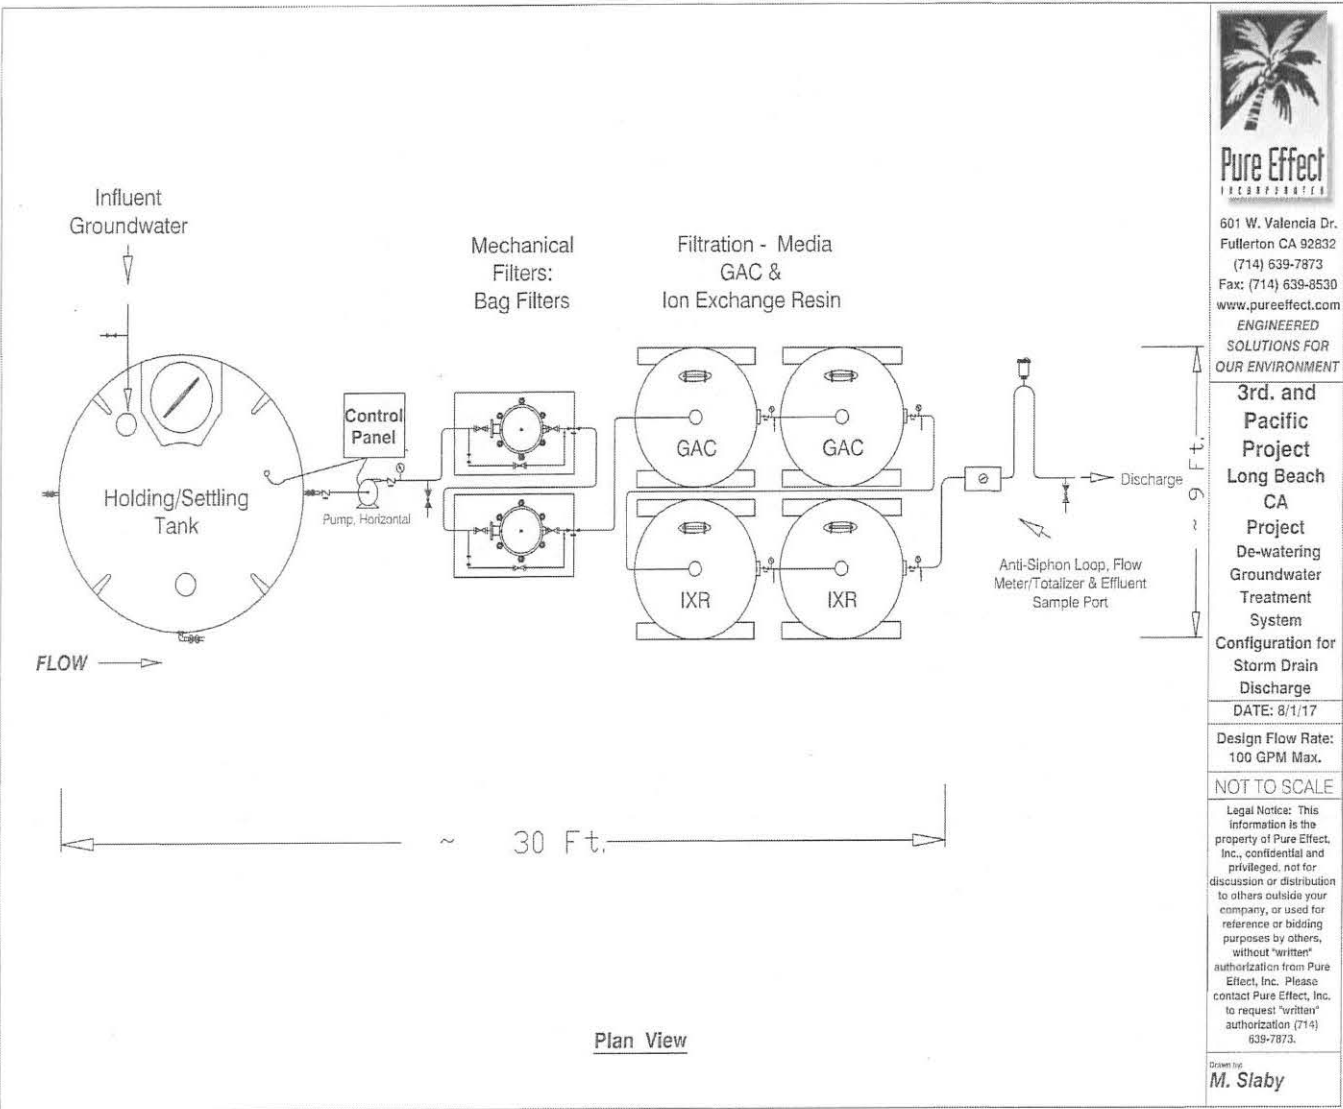 Influent
Groundwater
Mechanical
Filters:
Bag Filters
Filtration - Media
GAC &
Ion Exchange Resin
Control
Panel
Holding/Settling
Tank
Pump, Horizontal
GAC
GAC
IXR
IXR
Discharge
~ 9 Ft.
Anti-Siphon Loop, Flow
Meter/Totalizer & Effluent
Sample Port
FLOW
~ 30 Ft.
Plan View
Pure Effect
INCORPORATED
601 W. Valencia Dr.
Fullerton CA 92832
(714) 639-7873
Fax: (714) 639-8530
www.pureeffect.com
ENGINEERED
SOLUTIONS FOR
OUR ENVIRONMENT
3rd. and
Pacific
Project
Long Beach
CA
Project
De-watering
Groundwater
Treatment
System
Configuration for
Storm Drain
Discharge
DATE: 8/1/17
Design Flow Rate:
100 GPM Max.
NOT TO SCALE
Legal Notice: This
information is the
property of Pure Effect,
Inc., confidential and
privileged, not for
discussion or distribution
to others outside your
company, or used for
reference or bidding
purposes by others,
without "written"
authorization from Pure
Effect, Inc. Please
contact Pure Effect, Inc.
to request "written"
authorization (714)
639-7873.
Drawn by:
M. Slaby